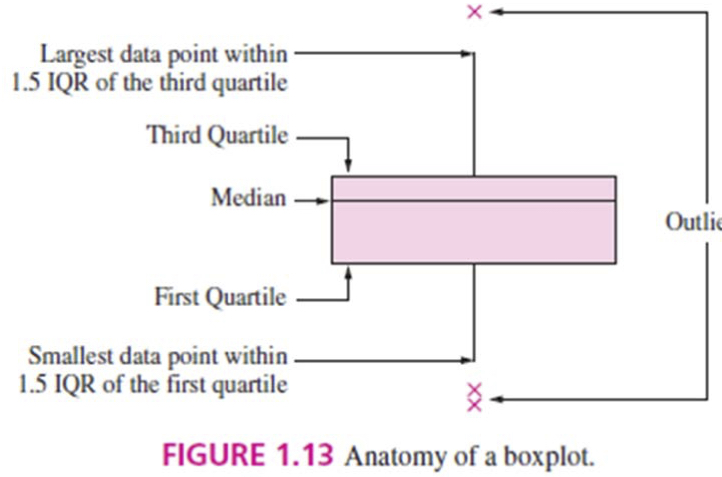 Largest data point within
1.5 IQR of the third quartile
Third Quartile
Median
Outlie
First Quartile
Smallest data point within
1.5 IQR of the first quartile
FIGURE 1.13 Anatomy of a boxplot.